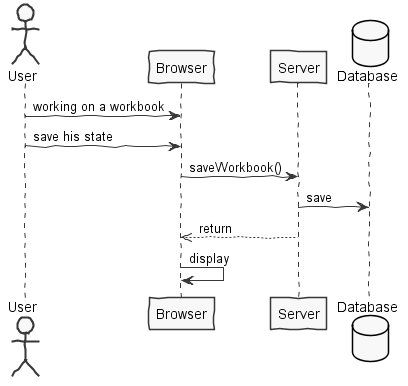 User
Browser
Server
Database
working on a workbook
save his state
saveWorkbook()
save
return
display
User
Browser
Server
Database